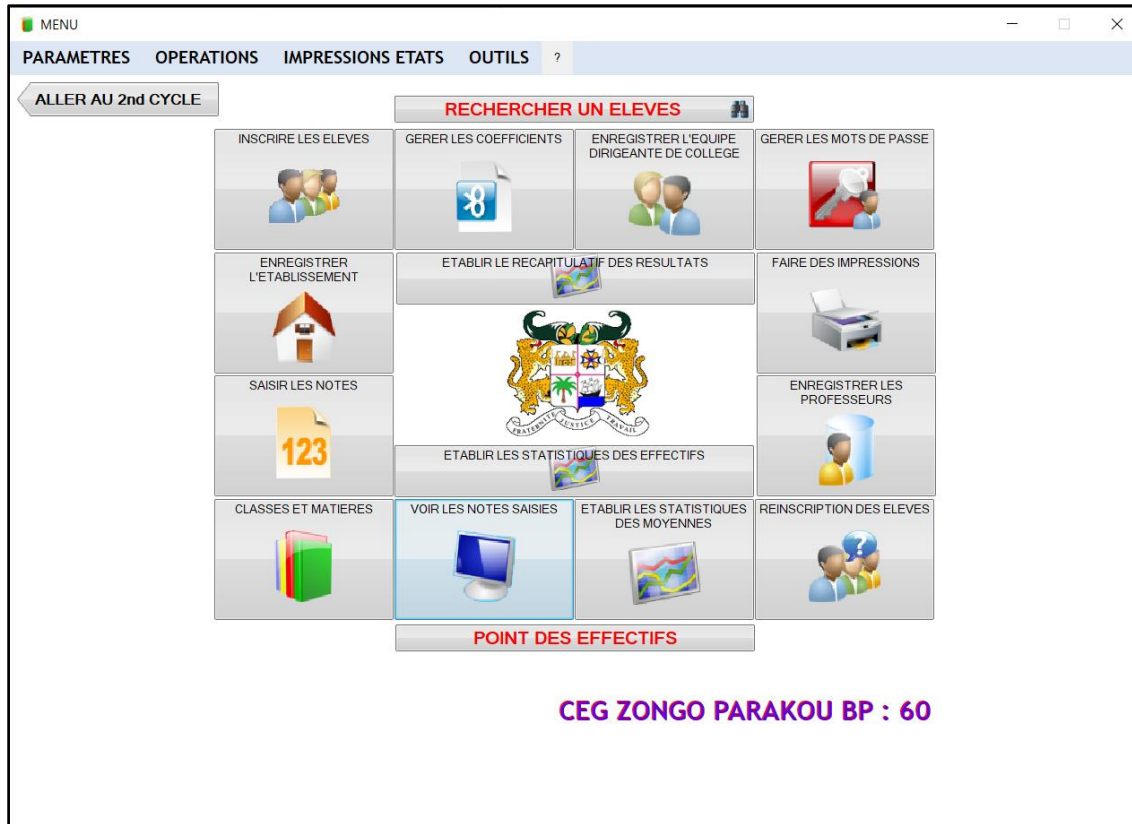 MENU
PARAMETRES OPERATIONS IMPRESSIONS ETATS OUTILS ?
ALLER AU 2nd CYCLE
RECHERCHER UN ELEVES
INSCRIRE LES ELEVES
GERER LES COEFFICIENTS
ENREGISTRER L'EQUIPE
DIRIGEANTE DE COLLEGE
GERER LES MOTS DE PASSE
ENREGISTRER
L'ETABLISSEMENT
ETABLIR LE RECAPITULATIF DES RESULTATS
FAIRE DES IMPRESSIONS
FRATERNITE JUSTICE TRAVAIL
SAISIR LES NOTES
123
ENREGISTRER LES
PROFESSEURS
ETABLIR LES STATISTIQUES DES EFFECTIFS
CLASSES ET MATIERES
VOIR LES NOTES SAISIES
ETABLIR LES STATISTIQUES
DES MOYENNES
REINSCRIPTION DES ELEVES
?
POINT DES EFFECTIFS
CEG ZONGO PARAKOU BP : 60